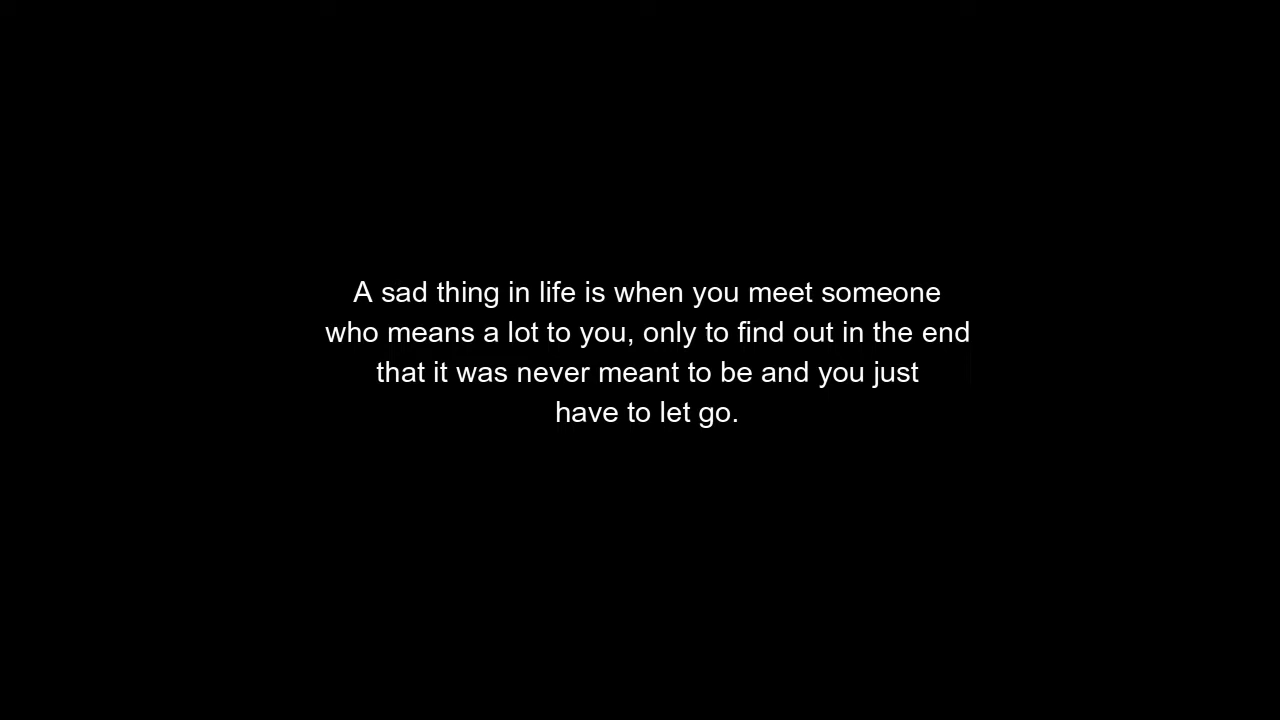 A sad thing in life is when you meet someone
who means a lot to you, only to find out in the end
that it was never meant to be and you just
have to let go.